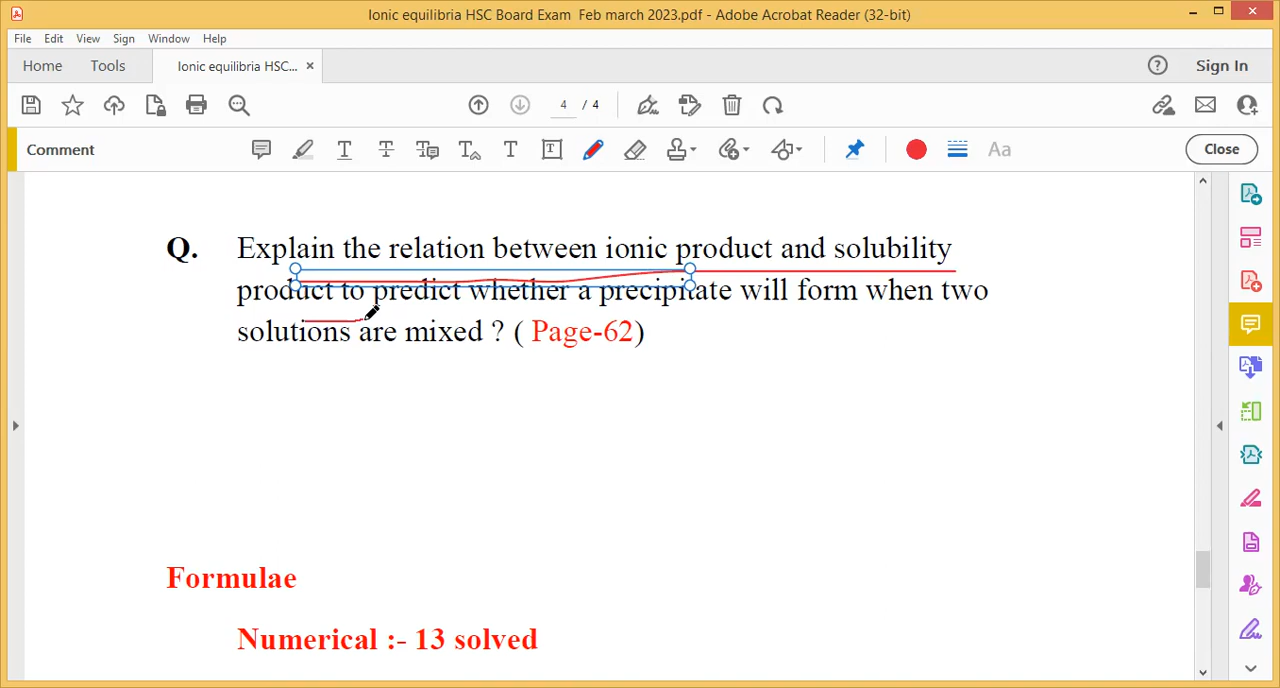 Ionic equilibria HSC Board Exam Feb march 2023.pdf - Adobe Acrobat Reader (32-bit)
File Edit View Sign Window Help
Home Tools Ionic equilibria HSC... × Sign In
4 / 4
Comment Aa Close
Q. Explain the relation between ionic product and solubility
product to predict whether a precipitate will form when two
solutions are mixed ? ( Page-62)
Formulae
Numerical :- 13 solved